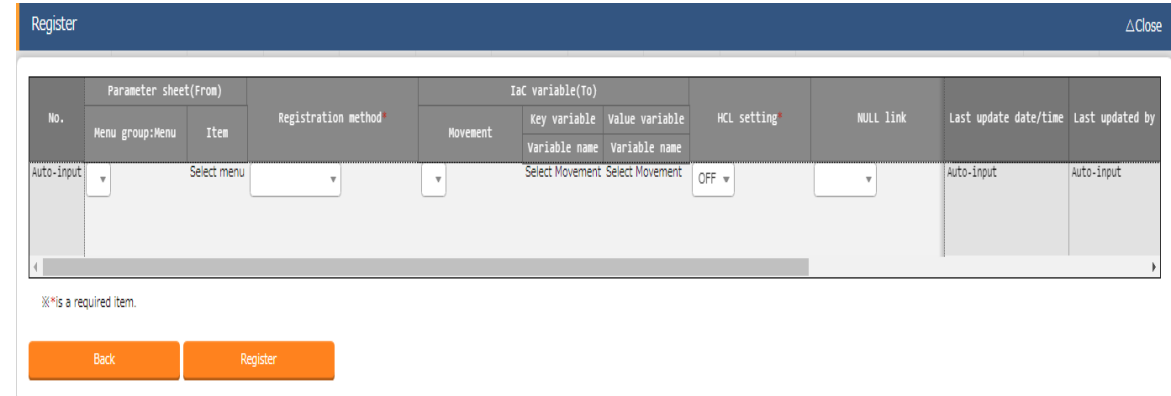 Register
△Close
No.
Parameter sheet(From)
Menu group:Menu
Item
Registration method*
IaC variable(To)
Movement
Key variable
Value variable
Variable name
Variable name
HCL setting*
NULL link
Last update date/time
Last updated by
Auto-input
Select menu
Select Movement
Select Movement
OFF
Auto-input
Auto-input
※*is a required item.
Back
Register